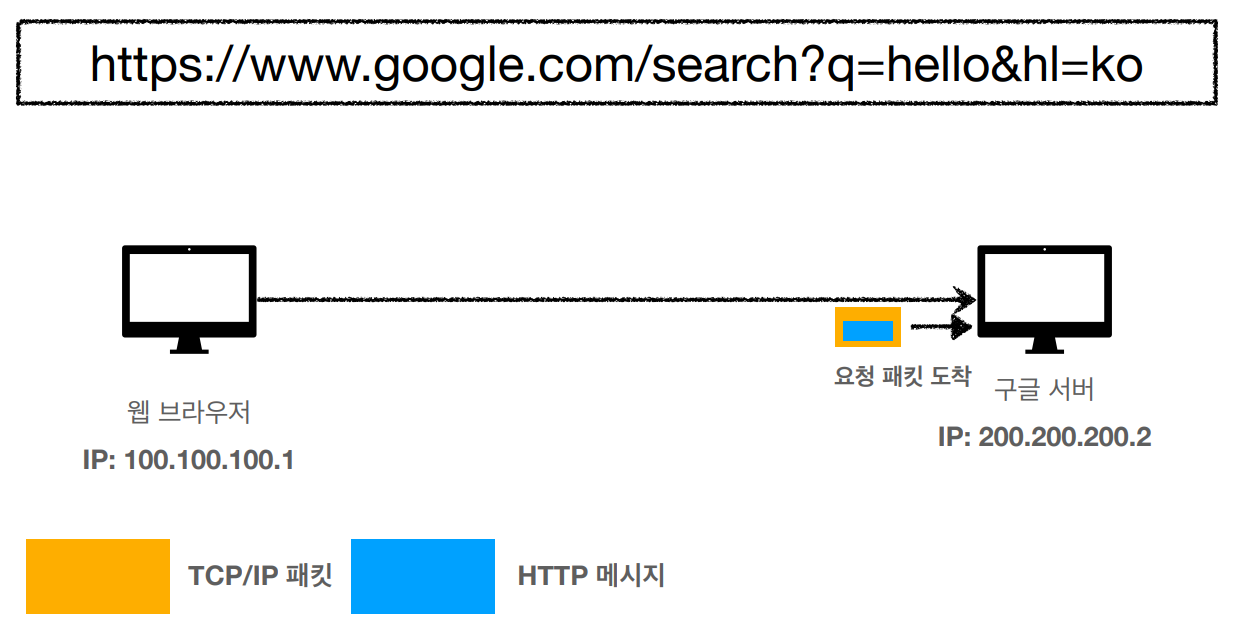 https://www.google.com/search?q=hello&hl=ko
요청 패킷 도착
웹 브라우저
IP: 100.100.100.1
구글 서버
IP: 200.200.200.2
TCP/IP 패킷
HTTP 메시지